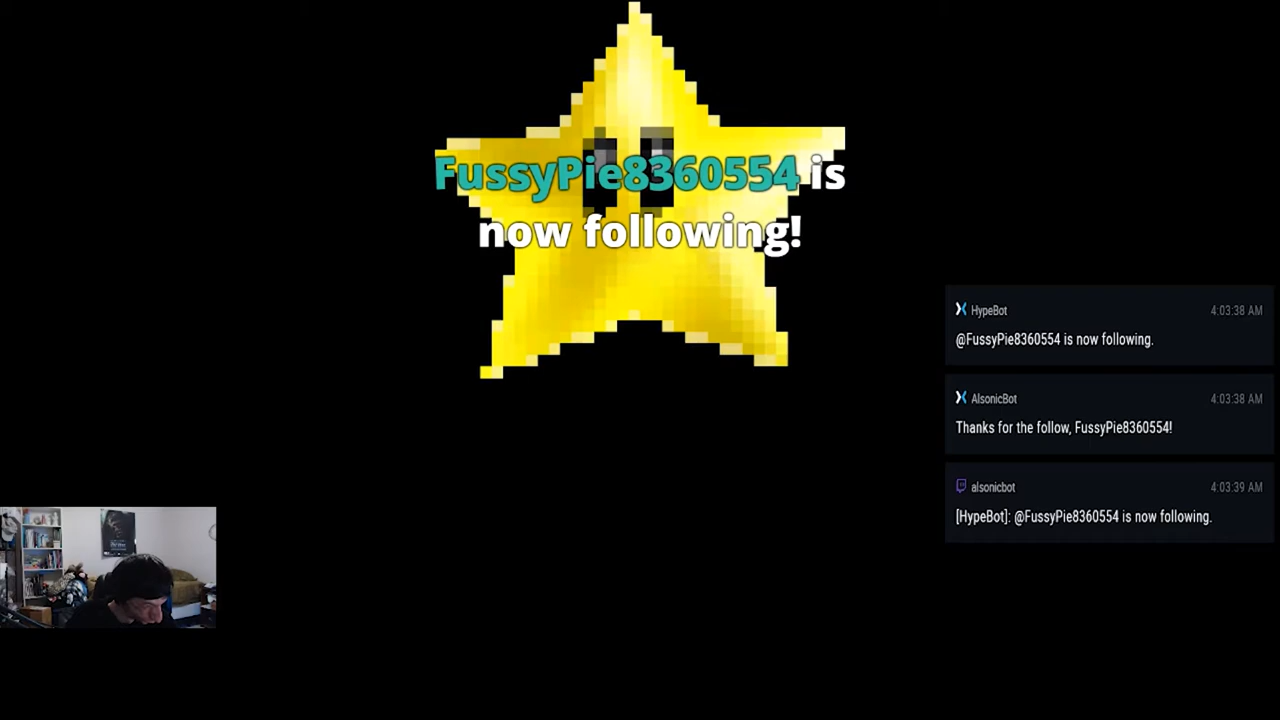 FussyPie8360554 is
now following!
HypeBot 4:03:38 AM
@FussyPie8360554 is now following.
AlsonicBot 4:03:38 AM
Thanks for the follow, FussyPie8360554!
alsonicbot 4:03:39 AM
[HypeBot]: @FussyPie8360554 is now following.